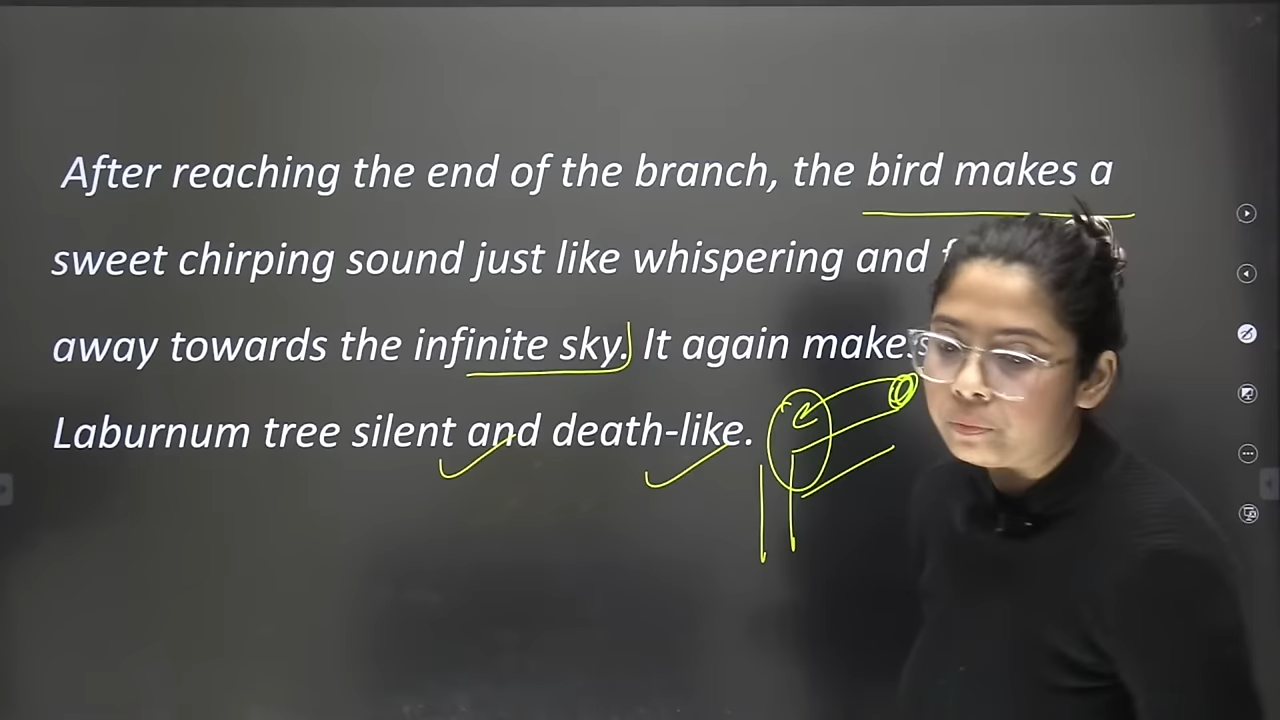 After reaching the end of the branch, the bird makes a
sweet chirping sound just like whispering and
away towards the infinite sky. It again makes
Laburnum tree silent and death-like.